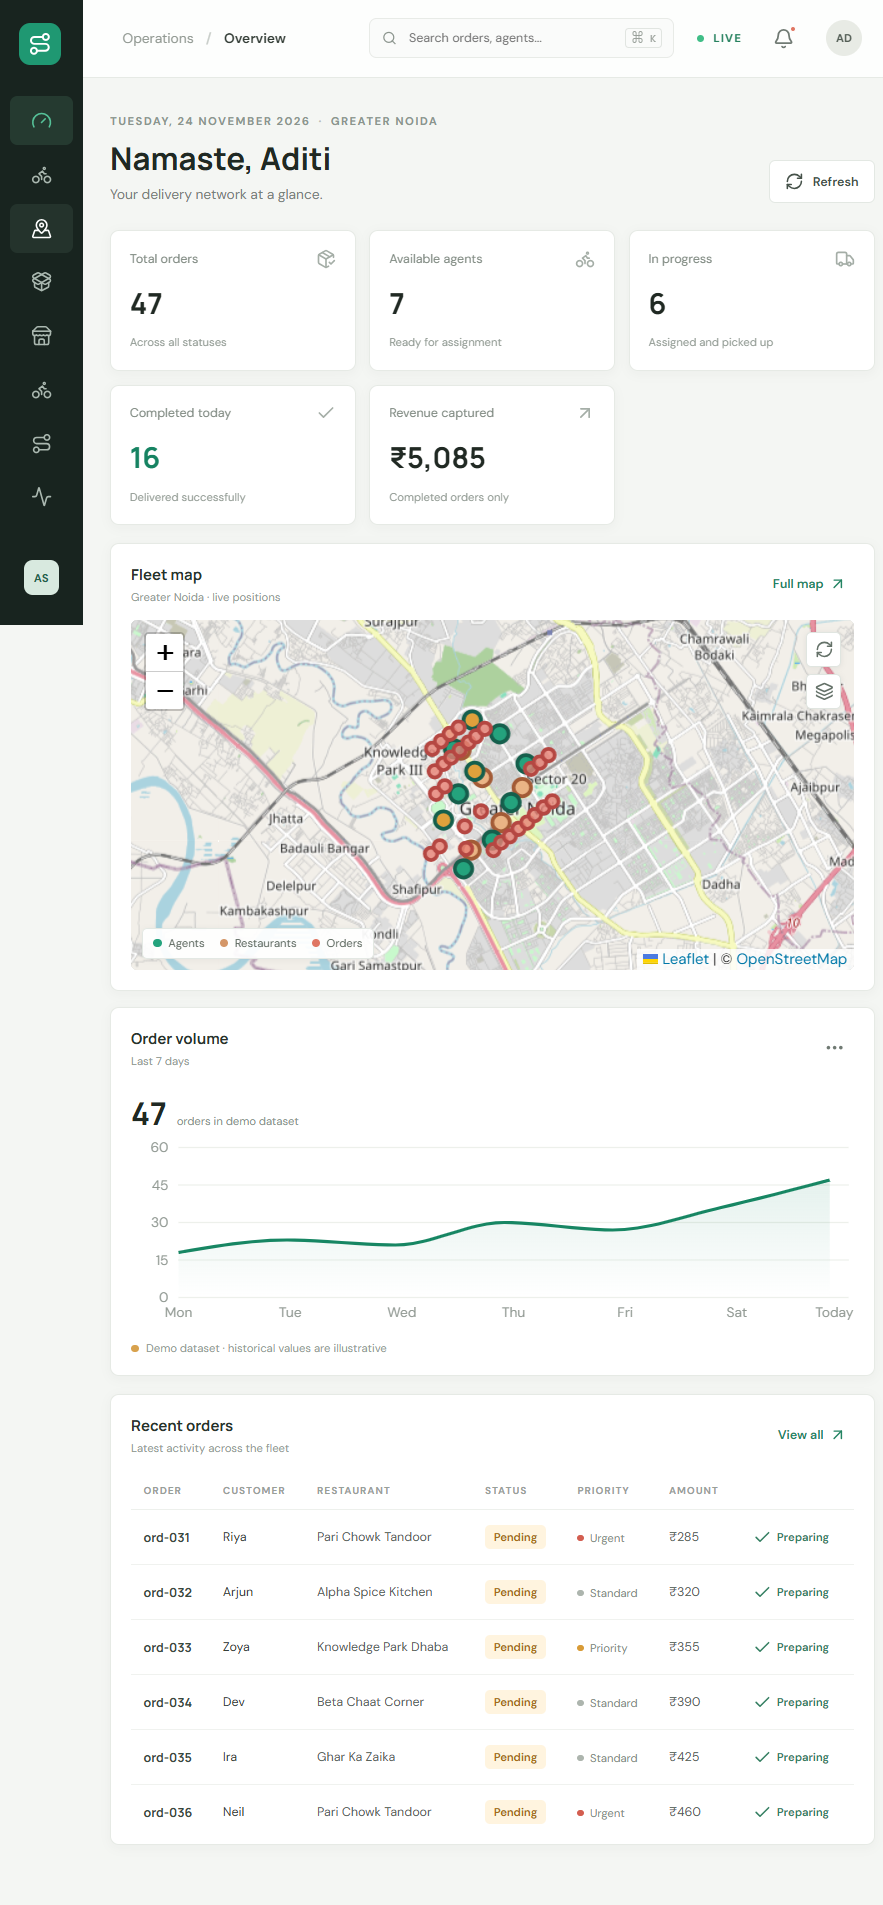 Operations / Overview
Search orders, agents...
⌘ K
LIVE
AD
TUESDAY, 24 NOVEMBER 2026 · GREATER NOIDA
Namaste, Aditi
Your delivery network at a glance.
Refresh
Total orders
47
Across all statuses
Available agents
7
Ready for assignment
In progress
6
Assigned and picked up
Completed today
16
Delivered successfully
Revenue captured
₹5,085
Completed orders only
AS
Fleet map
Greater Noida · live positions
Full map
+
−
Surajpur
Chamrawali
Bodaki
ara
arhi
Bh
Kaimrala Chakraser
Megapolis
Knowledg
Park III
Sector 20
Ajaibpur
Noida
Jhatta
Badauli Bangar
Mad
Delelpur
Shafipur
Dadha
Kambakashpur
10
ondli
Gari Samastpur
Agents
Restaurants
Orders
Leaflet | © OpenStreetMap
Order volume
Last 7 days
47 orders in demo dataset
60
45
30
15
0
Mon Tue Wed Thu Fri Sat Today
Demo dataset · historical values are illustrative
Recent orders
Latest activity across the fleet
View all
ORDER CUSTOMER RESTAURANT STATUS PRIORITY AMOUNT
ord-031 Riya Pari Chowk Tandoor Pending Urgent ₹285 Preparing
ord-032 Arjun Alpha Spice Kitchen Pending Standard ₹320 Preparing
ord-033 Zoya Knowledge Park Dhaba Pending Priority ₹355 Preparing
ord-034 Dev Beta Chaat Corner Pending Standard ₹390 Preparing
ord-035 Ira Ghar Ka Zaika Pending Standard ₹425 Preparing
ord-036 Neil Pari Chowk Tandoor Pending Urgent ₹460 Preparing